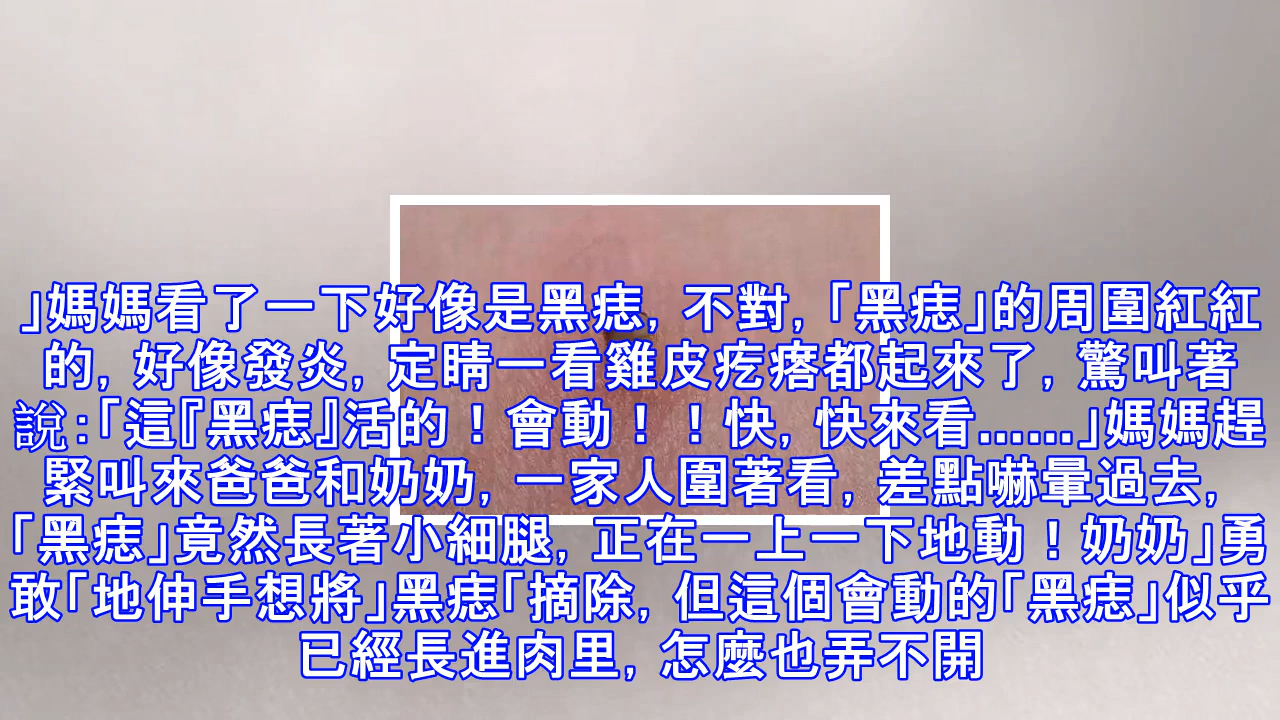 」媽媽看了一下好像是黑痣, 不對, 「黑痣」的周圍紅紅
的, 好像發炎, 定睛一看雞皮疙瘩都起來了, 驚叫著
說:「這『黑痣』活的！會動！！快, 快來看......」媽媽趕
緊叫來爸爸和奶奶, 一家人圍著看, 差點嚇暈過去,
「黑痣」竟然長著小細腿, 正在一上一下地動！奶奶」勇
敢「地伸手想將」黑痣「摘除, 但這個會動的「黑痣」似乎
已經長進肉里, 怎麼也弄不開